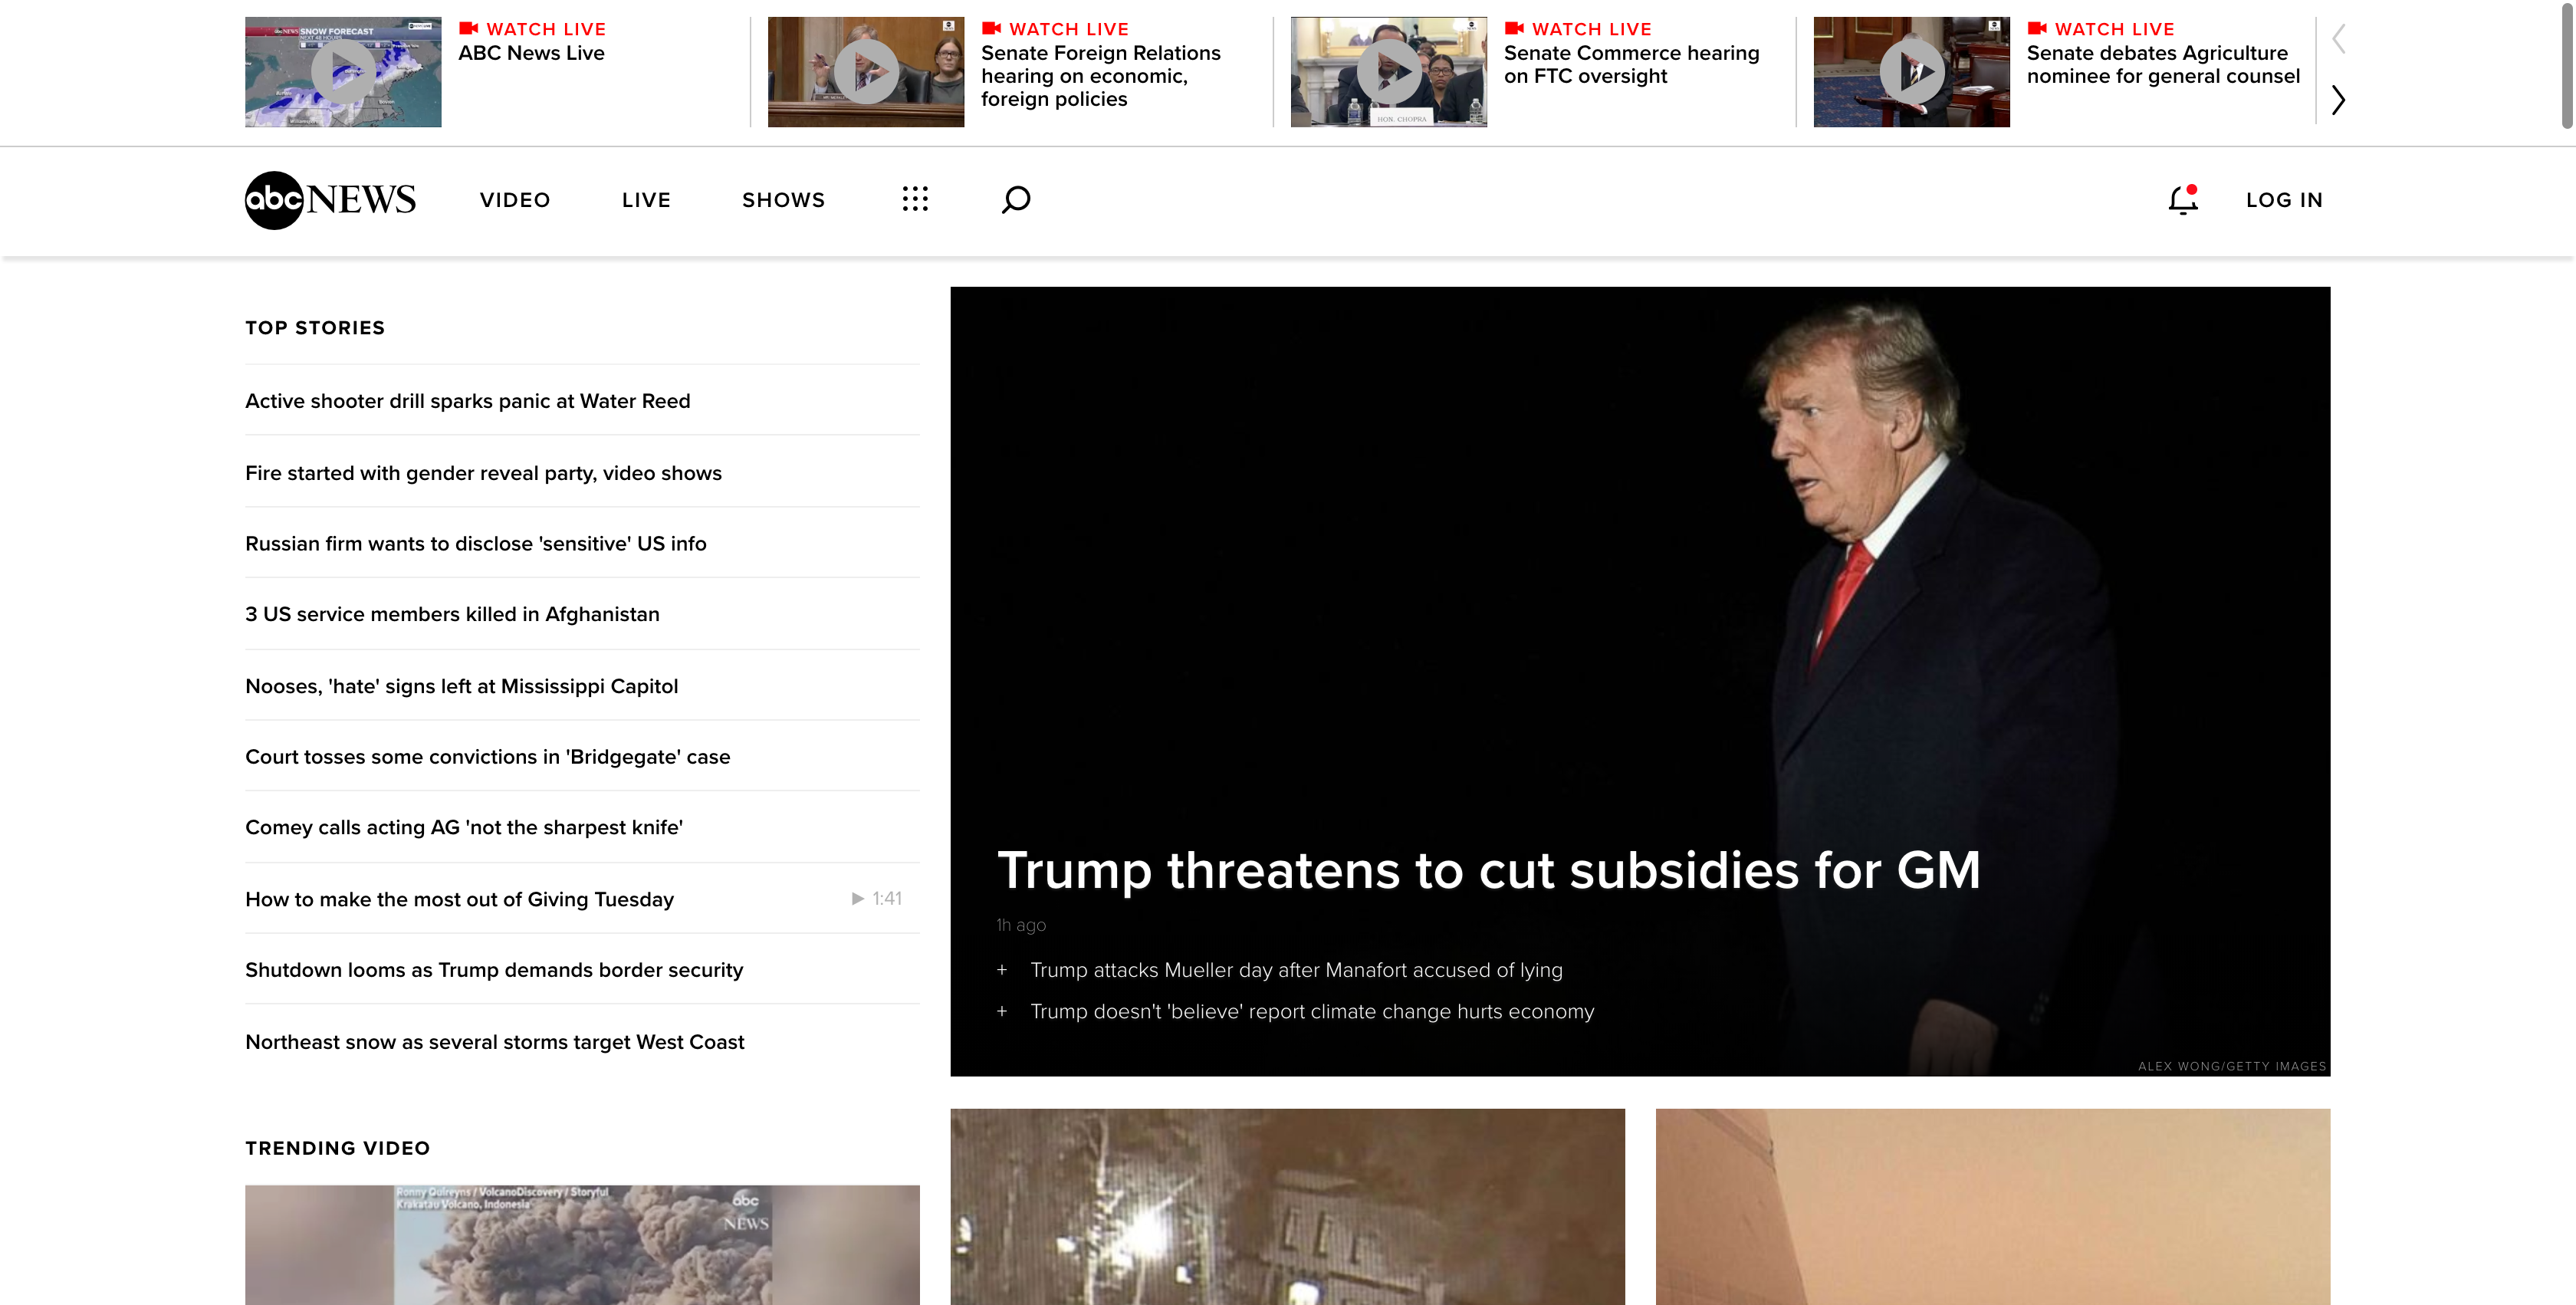 SNOW FORECAST
NEXT 48 HOURS
WATCH LIVE
ABC News Live
WATCH LIVE
Senate Foreign Relations
hearing on economic,
foreign policies
HON. CHOPRA
WATCH LIVE
Senate Commerce hearing
on FTC oversight
WATCH LIVE
Senate debates Agriculture
nominee for general counsel
abc NEWS
VIDEO
LIVE
SHOWS
LOG IN
TOP STORIES
Active shooter drill sparks panic at Water Reed
Fire started with gender reveal party, video shows
Russian firm wants to disclose 'sensitive' US info
3 US service members killed in Afghanistan
Nooses, 'hate' signs left at Mississippi Capitol
Court tosses some convictions in 'Bridgegate' case
Comey calls acting AG 'not the sharpest knife'
How to make the most out of Giving Tuesday
1:41
Shutdown looms as Trump demands border security
Northeast snow as several storms target West Coast
Trump threatens to cut subsidies for GM
1h ago
+ Trump attacks Mueller day after Manafort accused of lying
+ Trump doesn't 'believe' report climate change hurts economy
ALEX WONG/GETTY IMAGES
TRENDING VIDEO
Ronny Quireyns / VolcanoDiscovery / Storyful
Krakatau Volcano, Indonesia
abc
NEWS